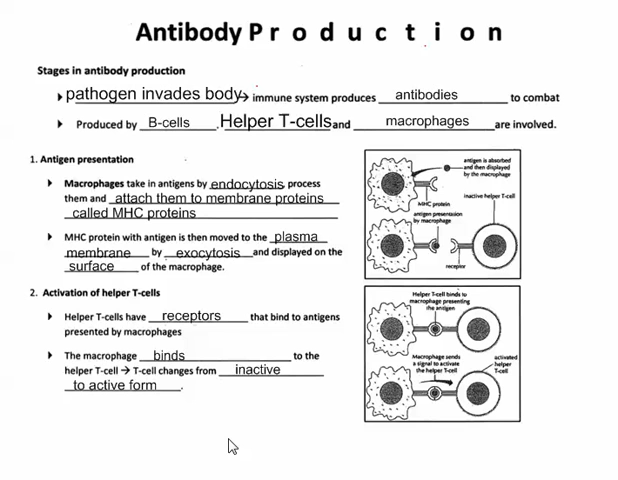 Antibody P r o d u c t i o n
Stages in antibody production
pathogen invades body → immune system produces antibodies to combat
Produced by B-cells. Helper T-cells and macrophages are involved.
1. Antigen presentation
Macrophages take in antigens by endocytosis, process
them and attach them to membrane proteins
called MHC proteins
MHC protein with antigen is then moved to the plasma
membrane by exocytosis and displayed on the
surface of the macrophage.
antigen is absorbed
and then displayed
by the macrophage
MHC protein
inactive helper T-cell
antigen presentation
by macrophage
receptor
2. Activation of helper T-cells
Helper T-cells have receptors that bind to antigens
presented by macrophages
The macrophage binds to the
helper T-cell → T-cell changes from inactive
to active form.
Helper T-cell binds to
macrophage presenting
the antigen
Macrophage sends
a signal to activate
the helper T-cell
activated
helper
T-cell